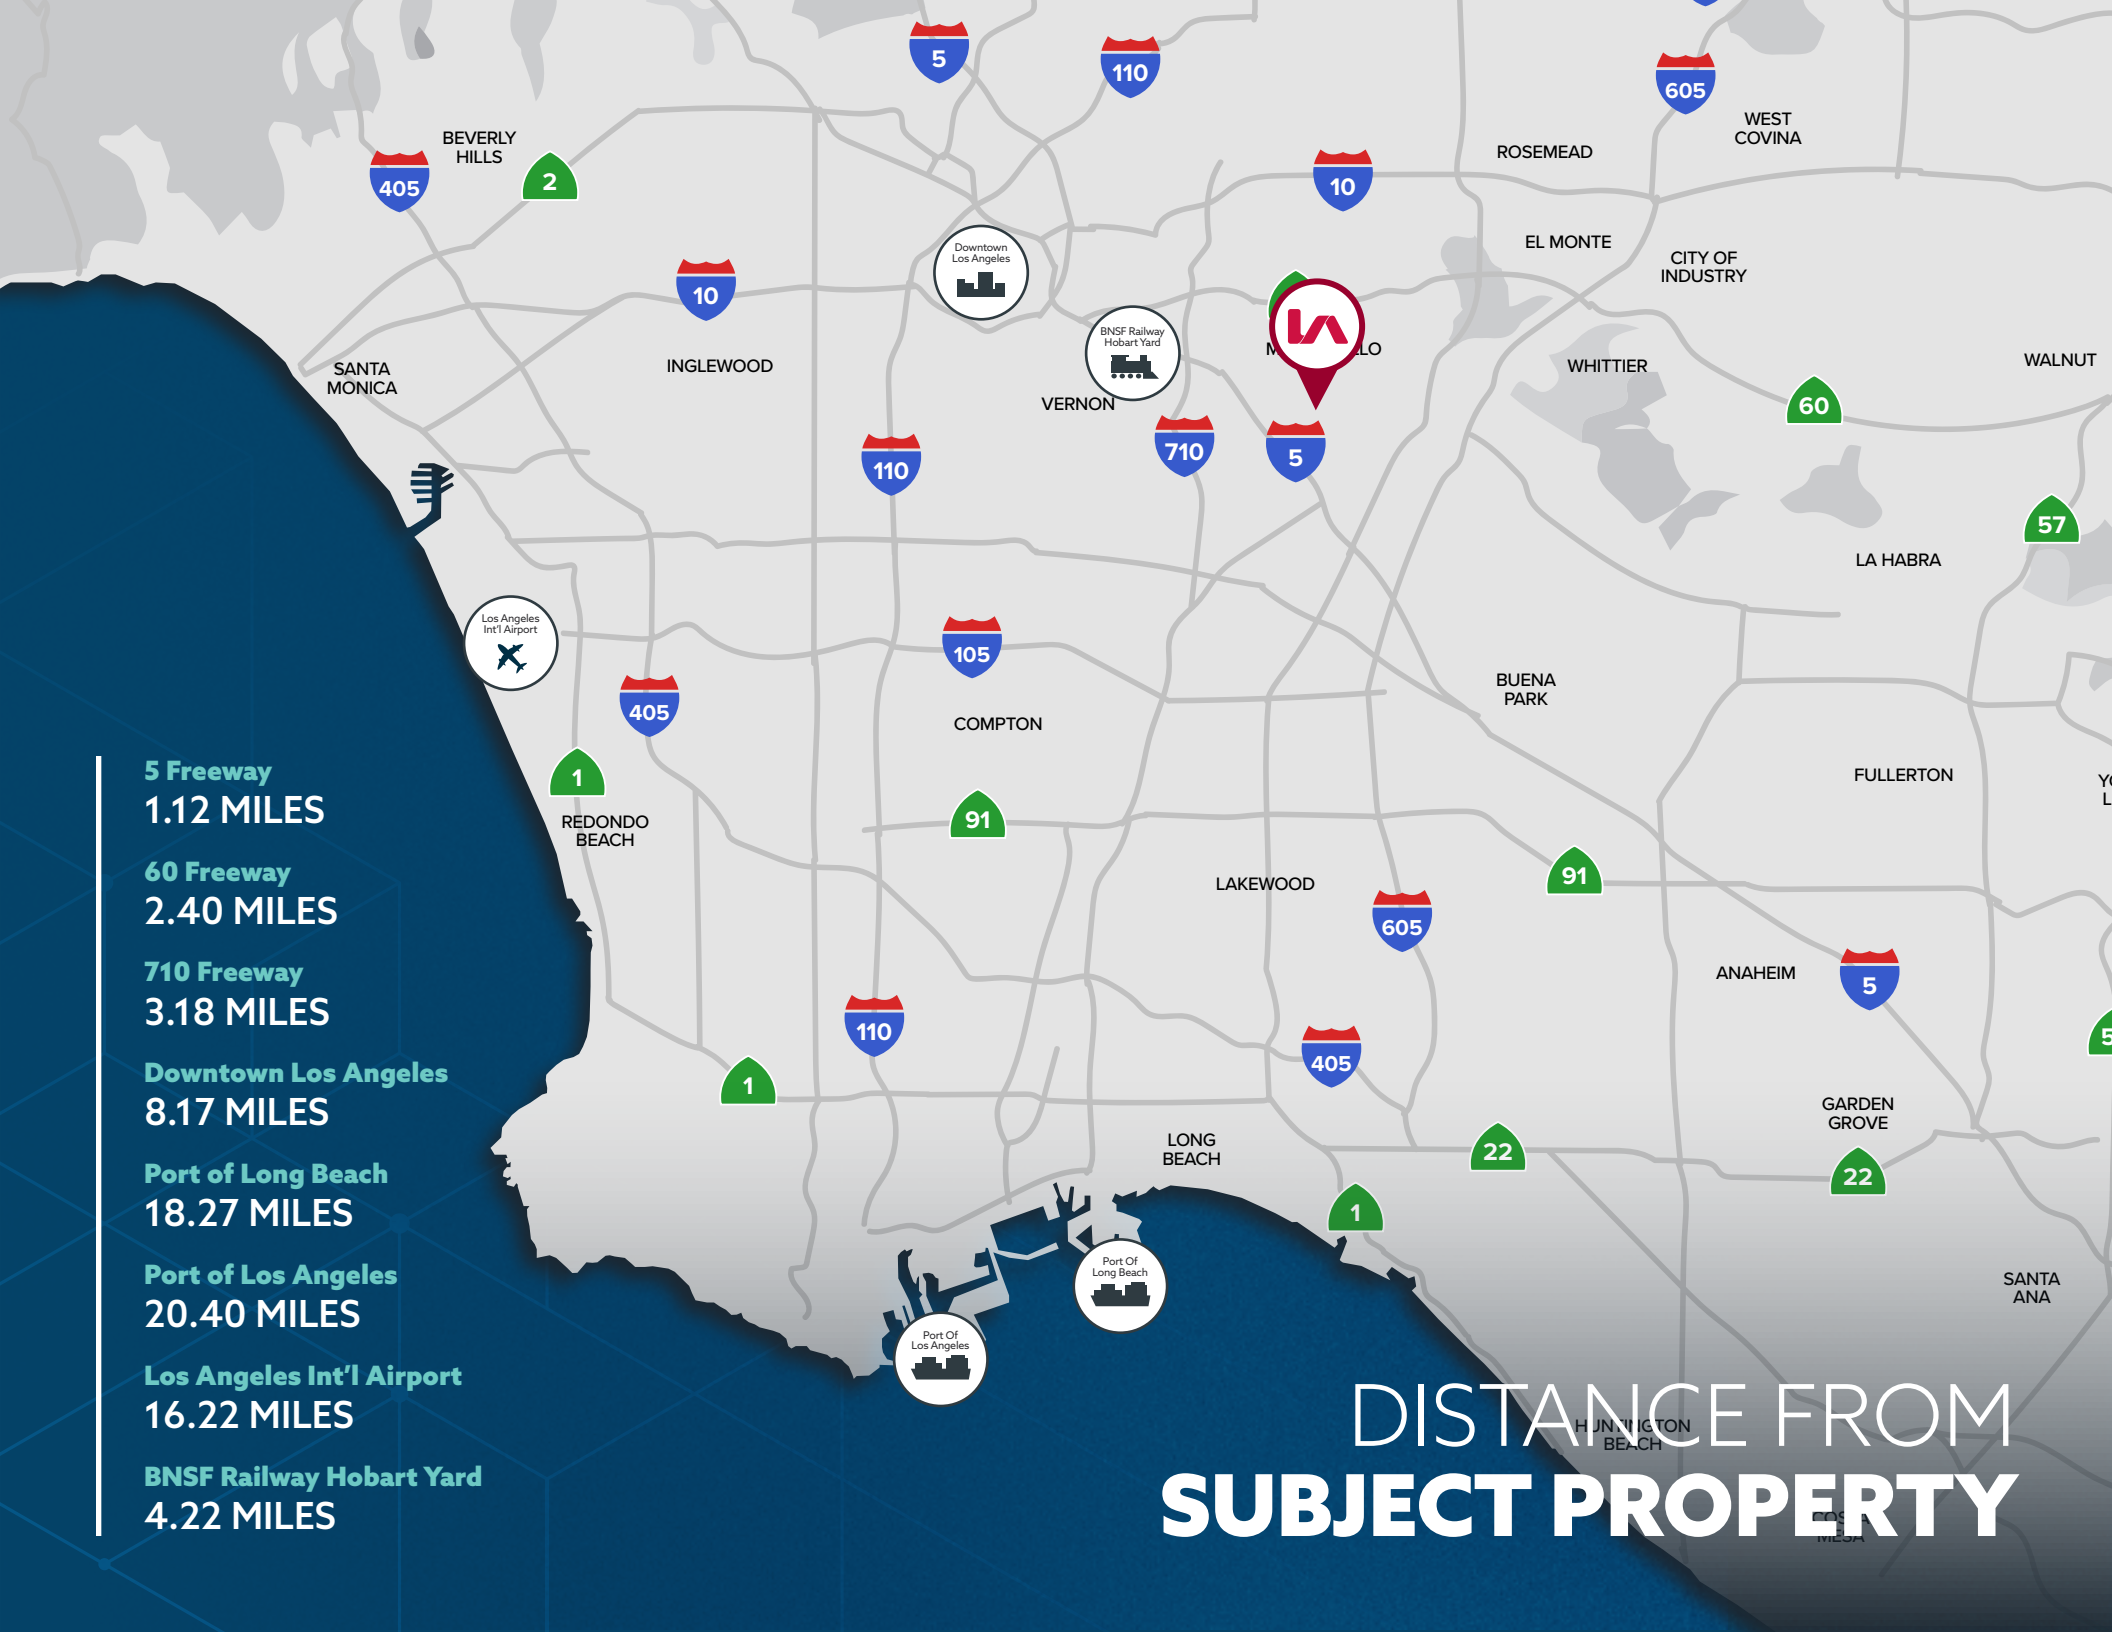 5
110
605
WEST
COVINA
BEVERLY
HILLS
ROSEMEAD
405
2
10
EL MONTE
Downtown
Los Angeles
CITY OF
INDUSTRY
10
BNSF Railway
Hobart Yard
LA
SANTA
MONICA
INGLEWOOD
WHITTIER
WALNUT
VERNON
60
110
710
5
57
LA HABRA
Los Angeles
Int'l Airport
105
405
BUENA
PARK
COMPTON
1
FULLERTON
5 Freeway
1.12 MILES
REDONDO
BEACH
91
60 Freeway
2.40 MILES
LAKEWOOD
91
605
710 Freeway
3.18 MILES
ANAHEIM
5
110
405
5
Downtown Los Angeles
8.17 MILES
1
GARDEN
GROVE
LONG
BEACH
22
22
Port of Long Beach
18.27 MILES
1
Port Of
Long Beach
SANTA
ANA
Port of Los Angeles
20.40 MILES
Port Of
Los Angeles
Los Angeles Int'l Airport
16.22 MILES
HUNTINGTON
BEACH
DISTANCE FROM
SUBJECT PROPERTY
BNSF Railway Hobart Yard
4.22 MILES
COSTA
MESA